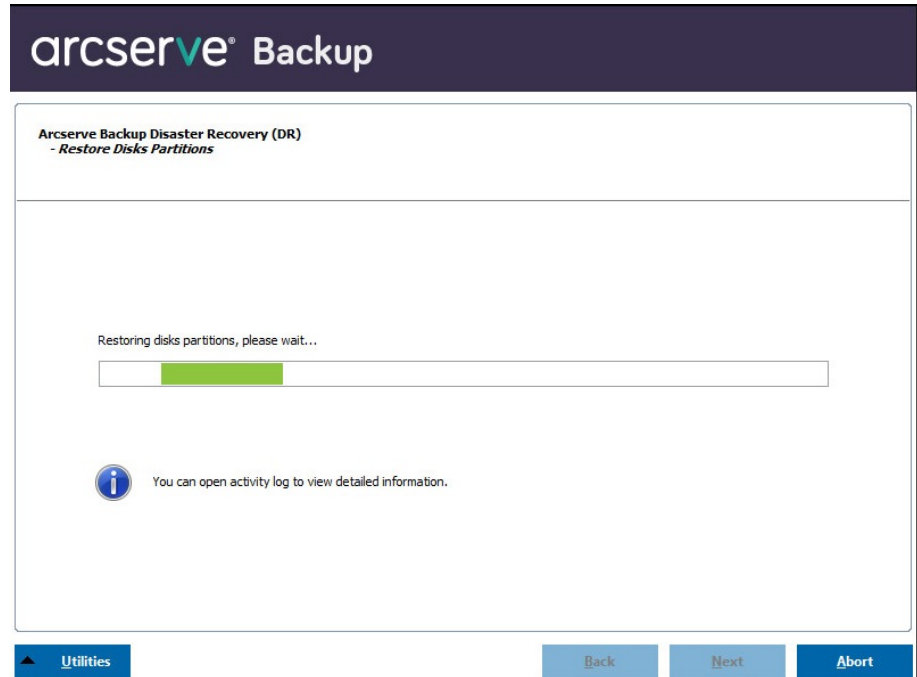 arcserve® Backup
Arcserve Backup Disaster Recovery (DR)
- Restore Disks Partitions
Restoring disks partitions, please wait...
You can open activity log to view detailed information.
Utilities
Back
Next
Abort